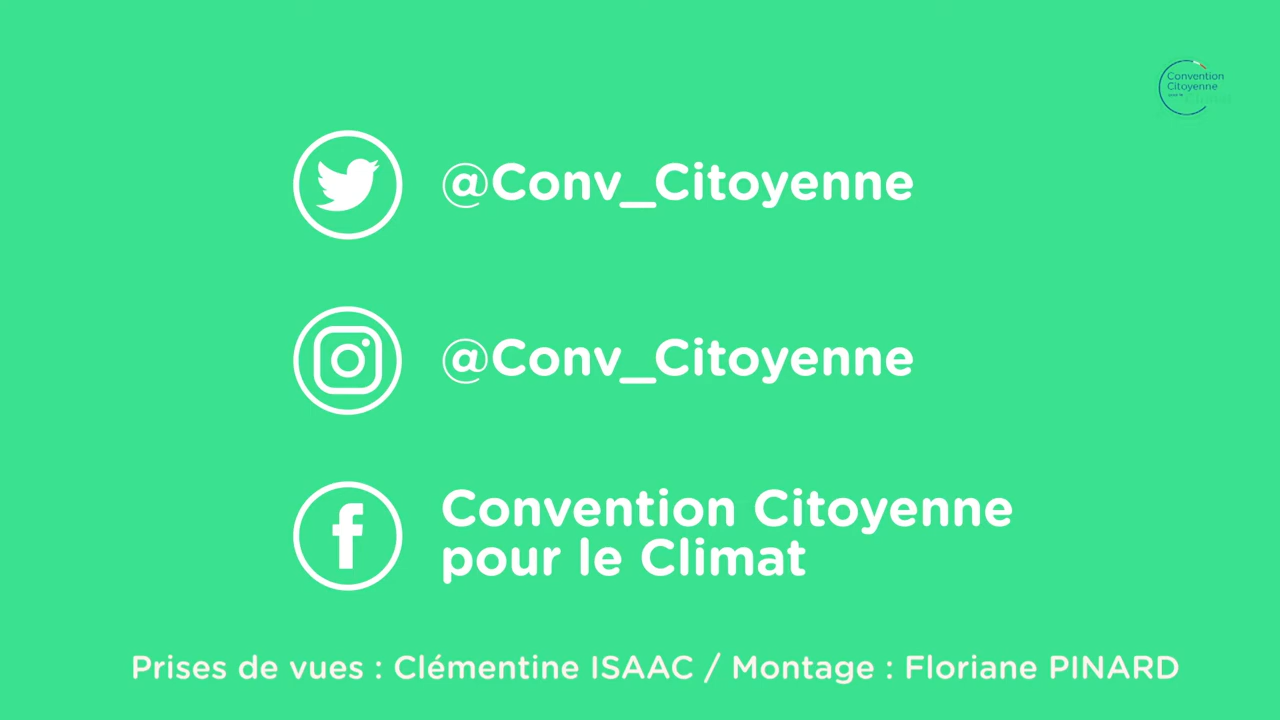 Convention
Citoyenne
@Conv_Citoyenne
@Conv_Citoyenne
Convention Citoyenne
pour le Climat
Prises de vues : Clémentine ISAAC / Montage : Floriane PINARD